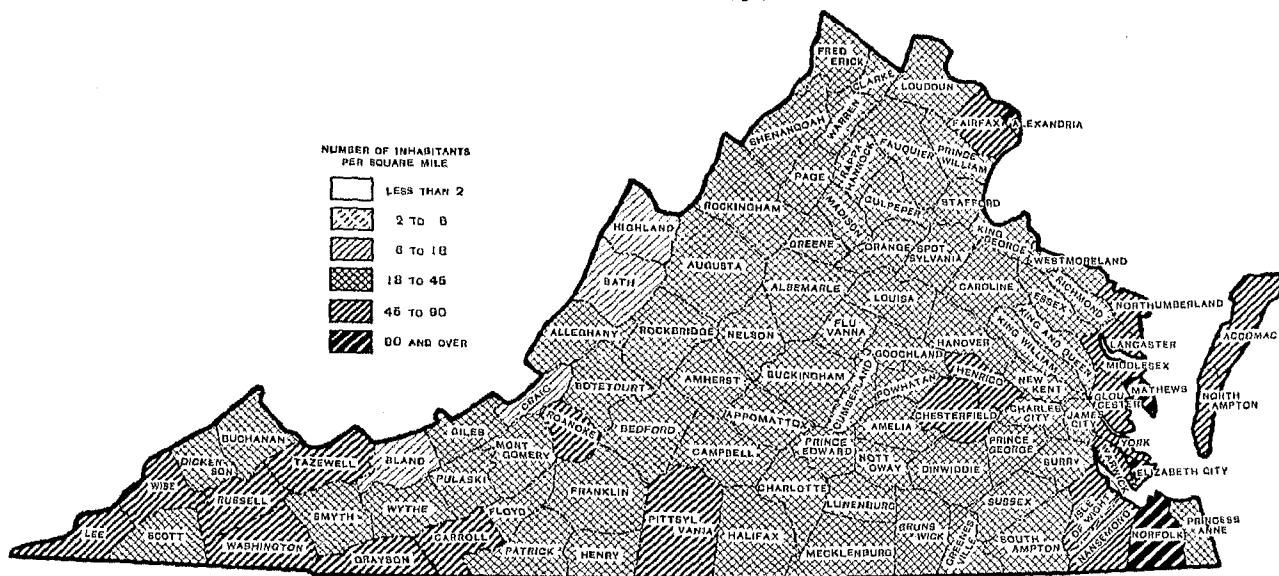 NUMBER OF INHABITANTS
PER SQUARE MILE
LESS THAN 2
2 TO 6
6 TO 18
18 TO 45
45 TO 90
90 AND OVER
FRED
ERICK
CLARKE
LOUDOUN
SHENANDOAH
WARREN
FAIRFAX
ALEXANDRIA
FAUQUIER
PRINCE
WILLIAM
PAGE
RAPPA
HANNOCK
ROCKINGHAM
MADISON
CULPEPER
STAFFORD
HIGHLAND
GREENE
ORANGE
SPOT
SYLVANIA
KING
GEORGE
WESTMORELAND
AUGUSTA
BATH
ALBEMARLE
LOUISA
CAROLINE
ESSEX
RICHMOND
NORTHUMBERLAND
ALLEGHANY
ROCKBRIDGE
NELSON
FLU
VANNA
HANOVER
KING AND QUEEN
KING
WILLIAM
LANCASTER
ACCOMAC
GOOCHLAND
MIDDLESEX
BOTETOURT
AMHERST
BUCKINGHAM
CUMBERLAND
POWHATAN
HENRICO
NEW
KENT
GLOU
CESTER
MATHEWS
NORTH
AMPTON
CRAIG
ROANOKE
BEDFORD
APPOMATTOX
CHESTERFIELD
CHARLES
CITY
JAMES
CITY
AMELIA
YORK
WARWICK
ELIZABETH CITY
BUCHANAN
GILES
MONT
GOMERY
CAMPBELL
PRINCE
EDWARD
NOTT
OWAY
DINWIDDIE
PRINCE
GEORGE
SURRY
DICKEN
SON
TAZEWELL
BLAND
PULASKI
WISE
RUSSELL
FRANKLIN
CHARLOTTE
LUNENBURG
SUSSEX
ISLE OF
WIGHT
SMYTH
WYTHE
FLOYD
PITTSYL
VANIA
LEE
SCOTT
WASHINGTON
GRAYSON
CARROLL
PATRICK
HENRY
HALIFAX
MECKLENBURG
BRUNS
WICK
GREENS
VILLE
SOUTH
AMPTON
NANSEMOND
NORFOLK
PRINCESS
ANNE